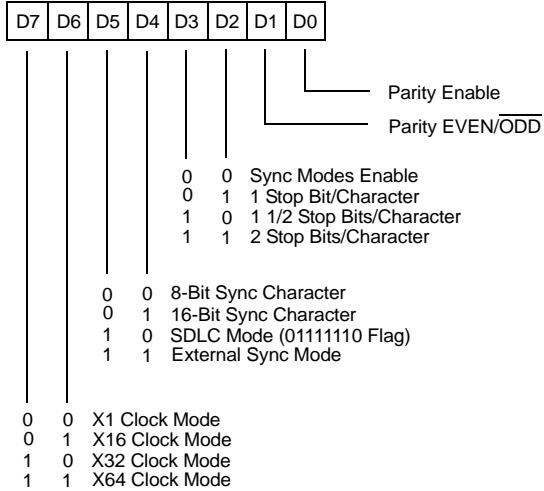 D7 D6 D5 D4 D3 D2 D1 D0
Parity Enable
Parity EVEN/ODD
0 0 Sync Modes Enable
0 1 1 Stop Bit/Character
1 0 1 1/2 Stop Bits/Character
1 1 2 Stop Bits/Character
0 0 8-Bit Sync Character
0 1 16-Bit Sync Character
1 0 SDLC Mode (01111110 Flag)
1 1 External Sync Mode
0 0 X1 Clock Mode
0 1 X16 Clock Mode
1 0 X32 Clock Mode
1 1 X64 Clock Mode